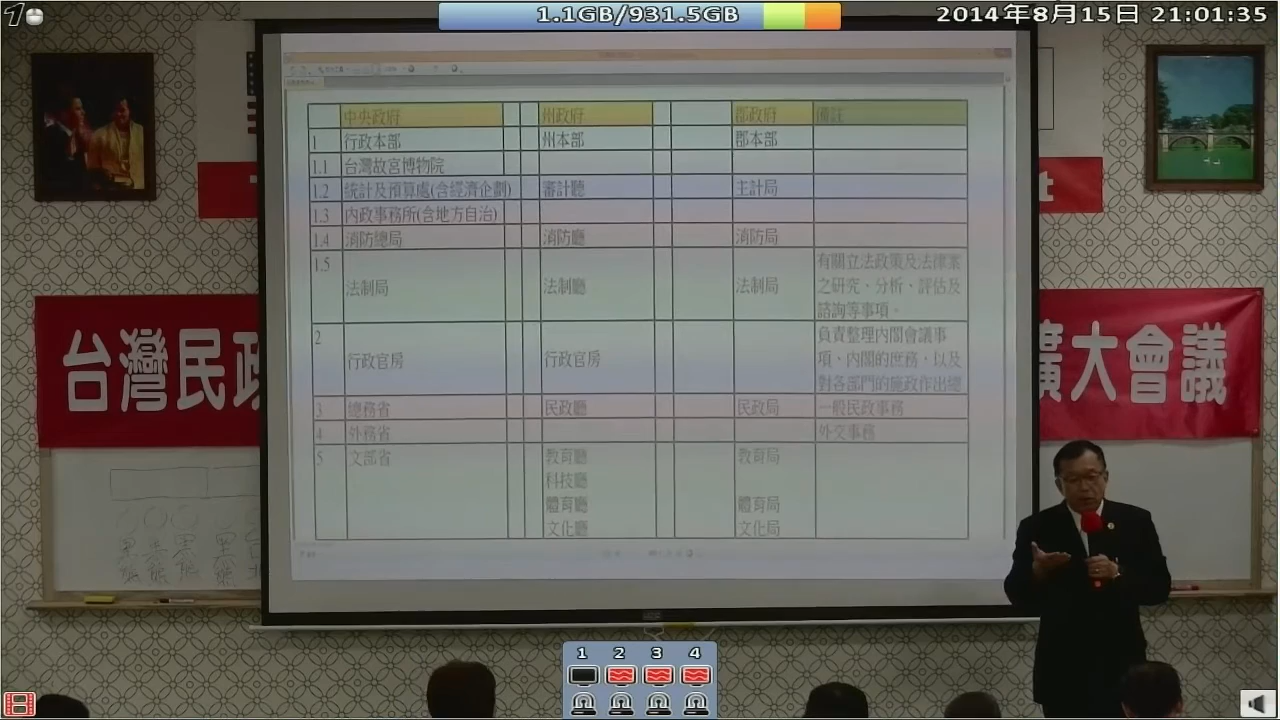 1
1.1GB/931.5GB
2014年8月15日 21:01:35
中央政府 州政府 郡政府 備註
1 行政本部 州本部 郡本部
1.1 台灣故宮博物院
1.2 統計及預算處(含經濟企劃) 審計廳 主計局
1.3 內政事務所(含地方自治)
1.4 消防總局 消防廳 消防局
1.5 法制局 法制廳 法制局 有關立法政策及法律案
之研究、分析、評估及
諮詢等事項。
2 行政官房 行政官房 負責整理內閣會議事
項、內閣的庶務、以及
對各部門的施政作出總
3 總務省 民政廳 民政局 一般民政事務
4 外務省 外交事務
5 文部省 教育廳 教育局
科技廳
體育廳 體育局
文化廳 文化局
台灣民政
擴大會議
1 2 3 4